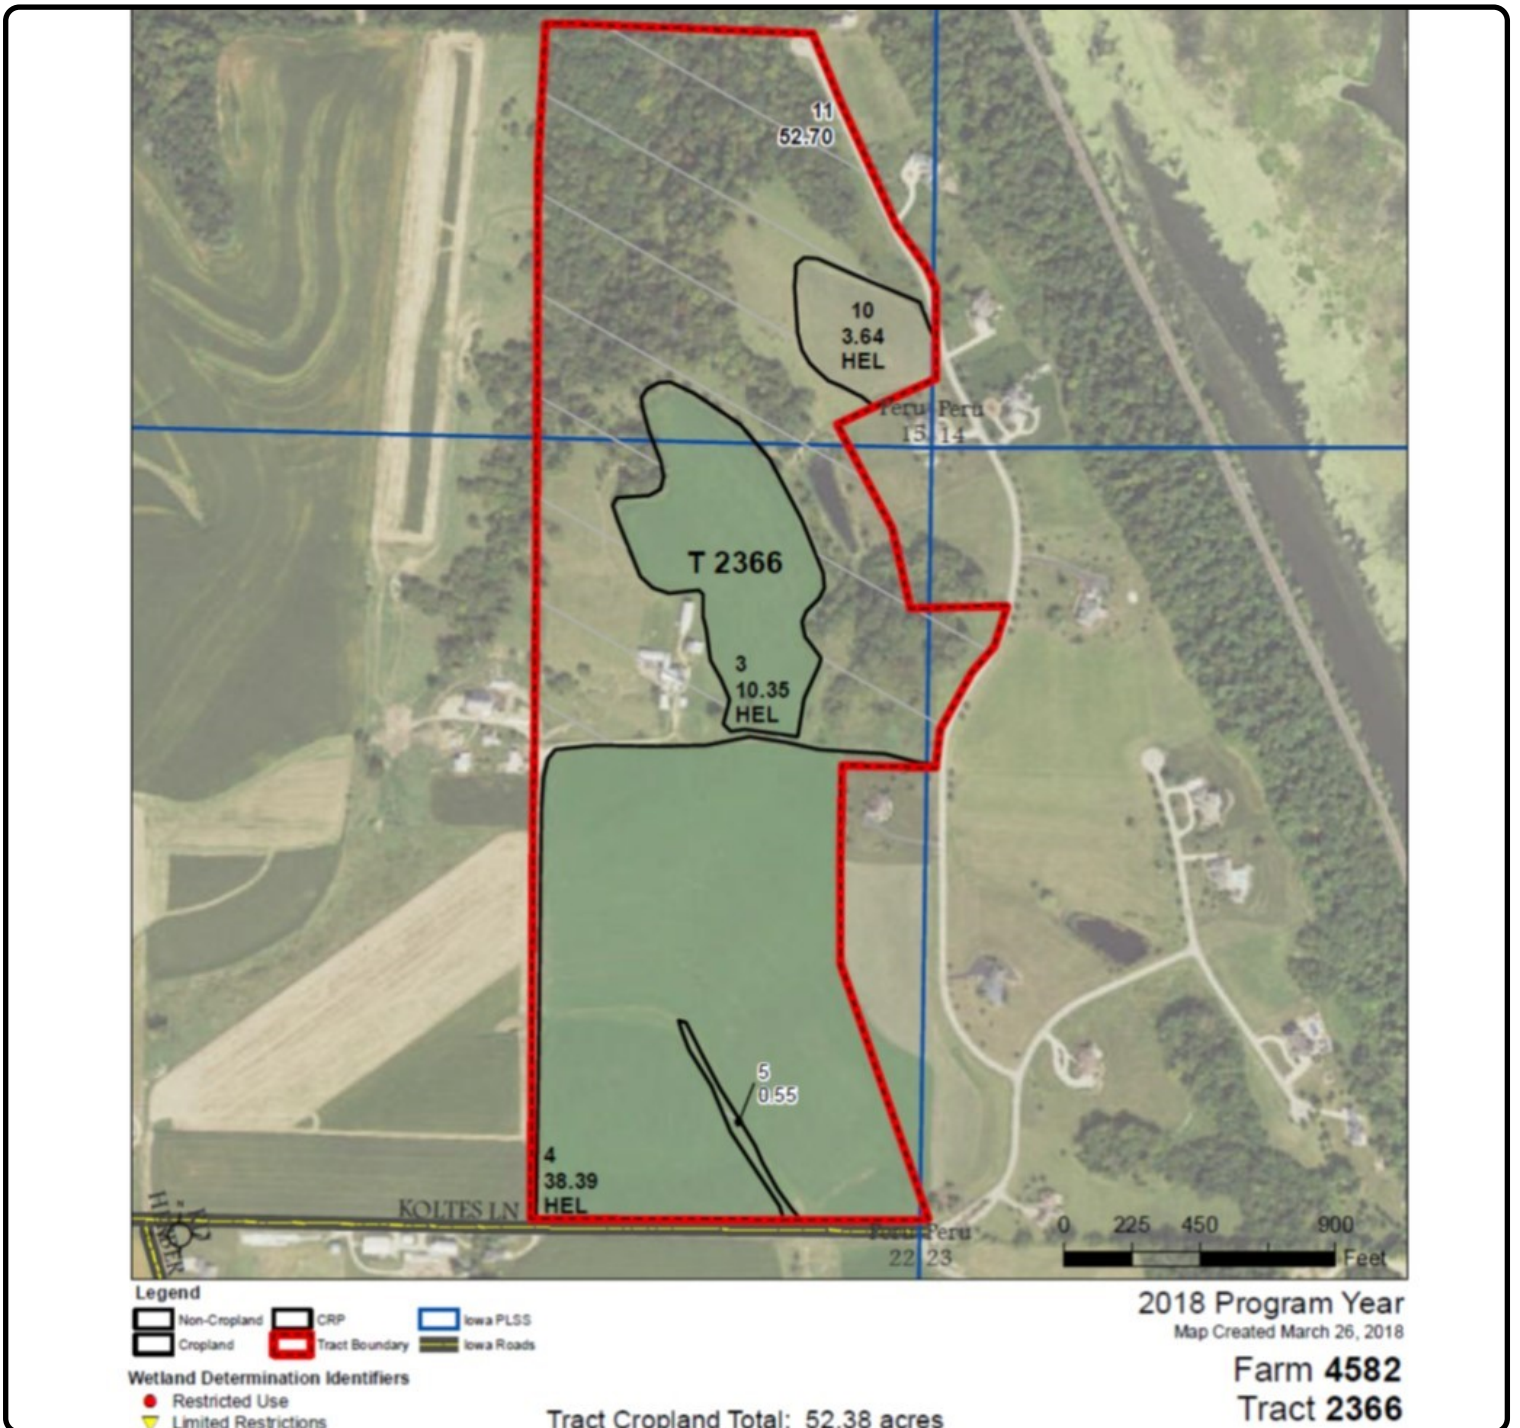 11
52.70
10
3.64
HEL
Peru Peru
15 14
T 2366
3
10.35
HEL
5
0.55
4
38.39
HEL
KOLTES LN
Peru Peru
22 23
0 225 450 900
Feet
Legend
Non-Cropland CRP Iowa PLSS
Cropland Tract Boundary Iowa Roads
Wetland Determination Identifiers
Restricted Use
Limited Restrictions
Tract Cropland Total: 52.38 acres
2018 Program Year
Map Created March 26, 2018
Farm 4582
Tract 2366